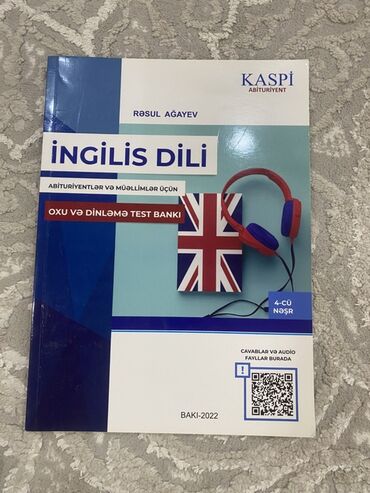 KASPİ
ABİTURİYENT
RƏSUL AĞAYEV
İNGİLİS DİLİ
ABİTURİYENTLƏR VƏ MÜƏLLİMLƏR ÜÇÜN
OXU VƏ DİNLƏMƏ TEST BANKI
4-CÜ
NƏŞR
CAVABLAR VƏ AUDİO
FAYLLAR BURADA
!
BAKI-2022